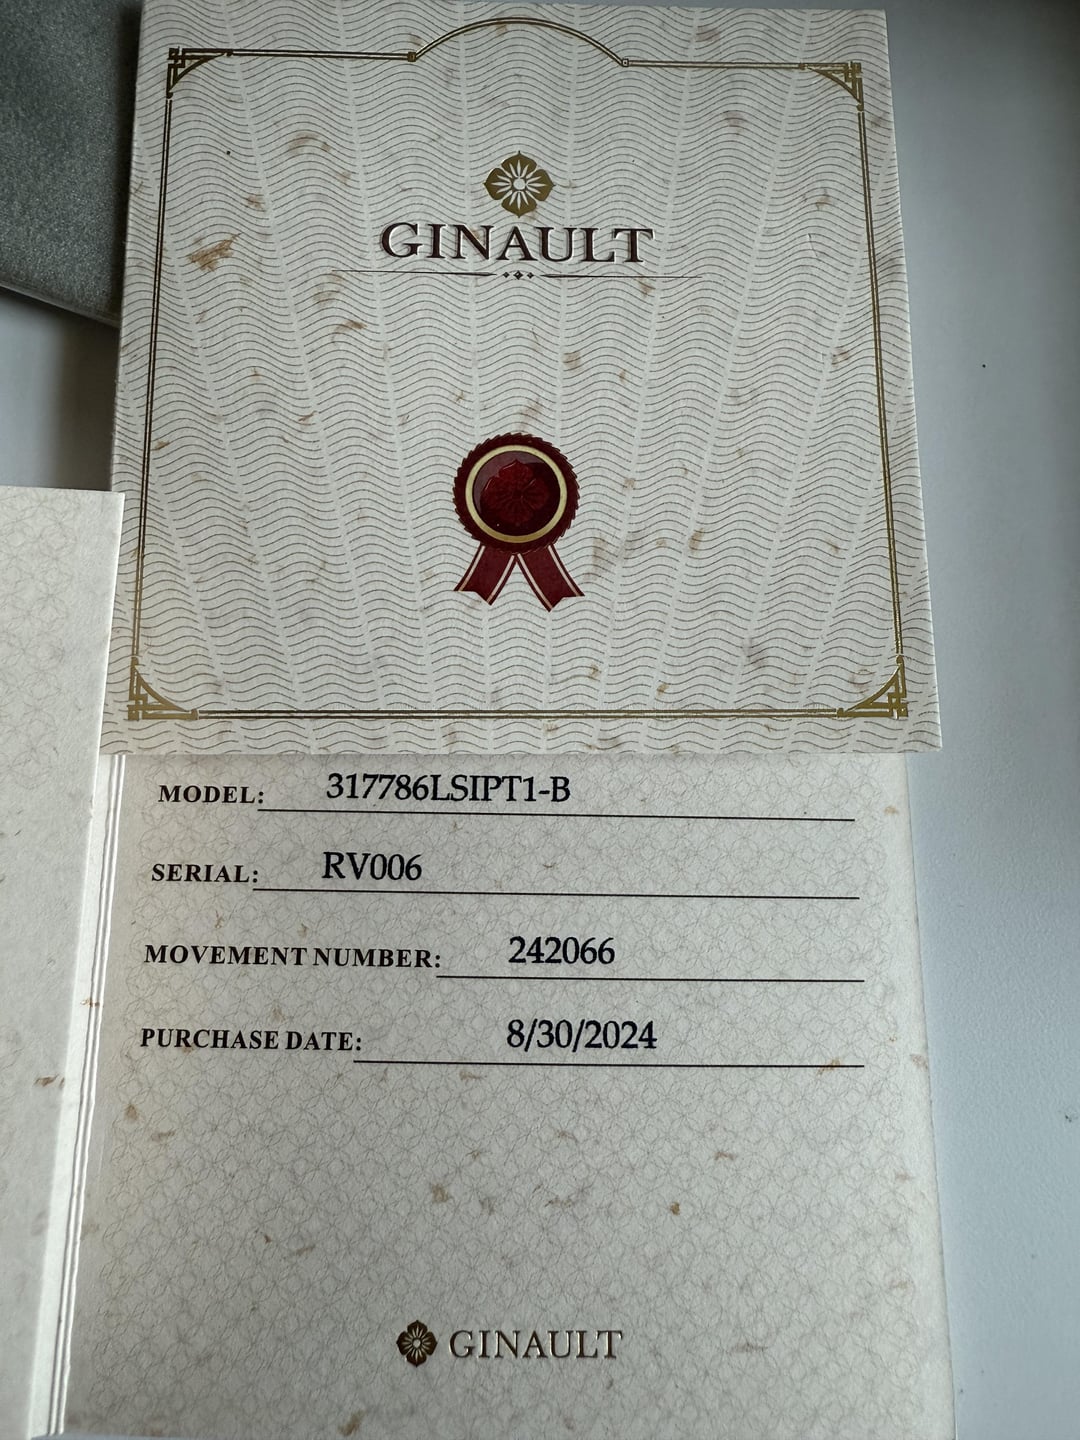 GINAULT
MODEL: 317786LSIPT1-B
SERIAL: RV006
MOVEMENT NUMBER: 242066
PURCHASE DATE: 8/30/2024
GINAULT